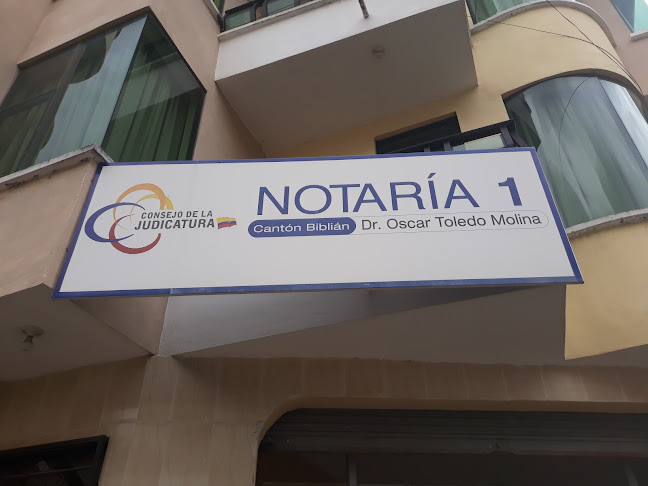 CONSEJO DE LA
JUDICATURA
NOTARÍA 1
Cantón Biblián Dr. Oscar Toledo Molina